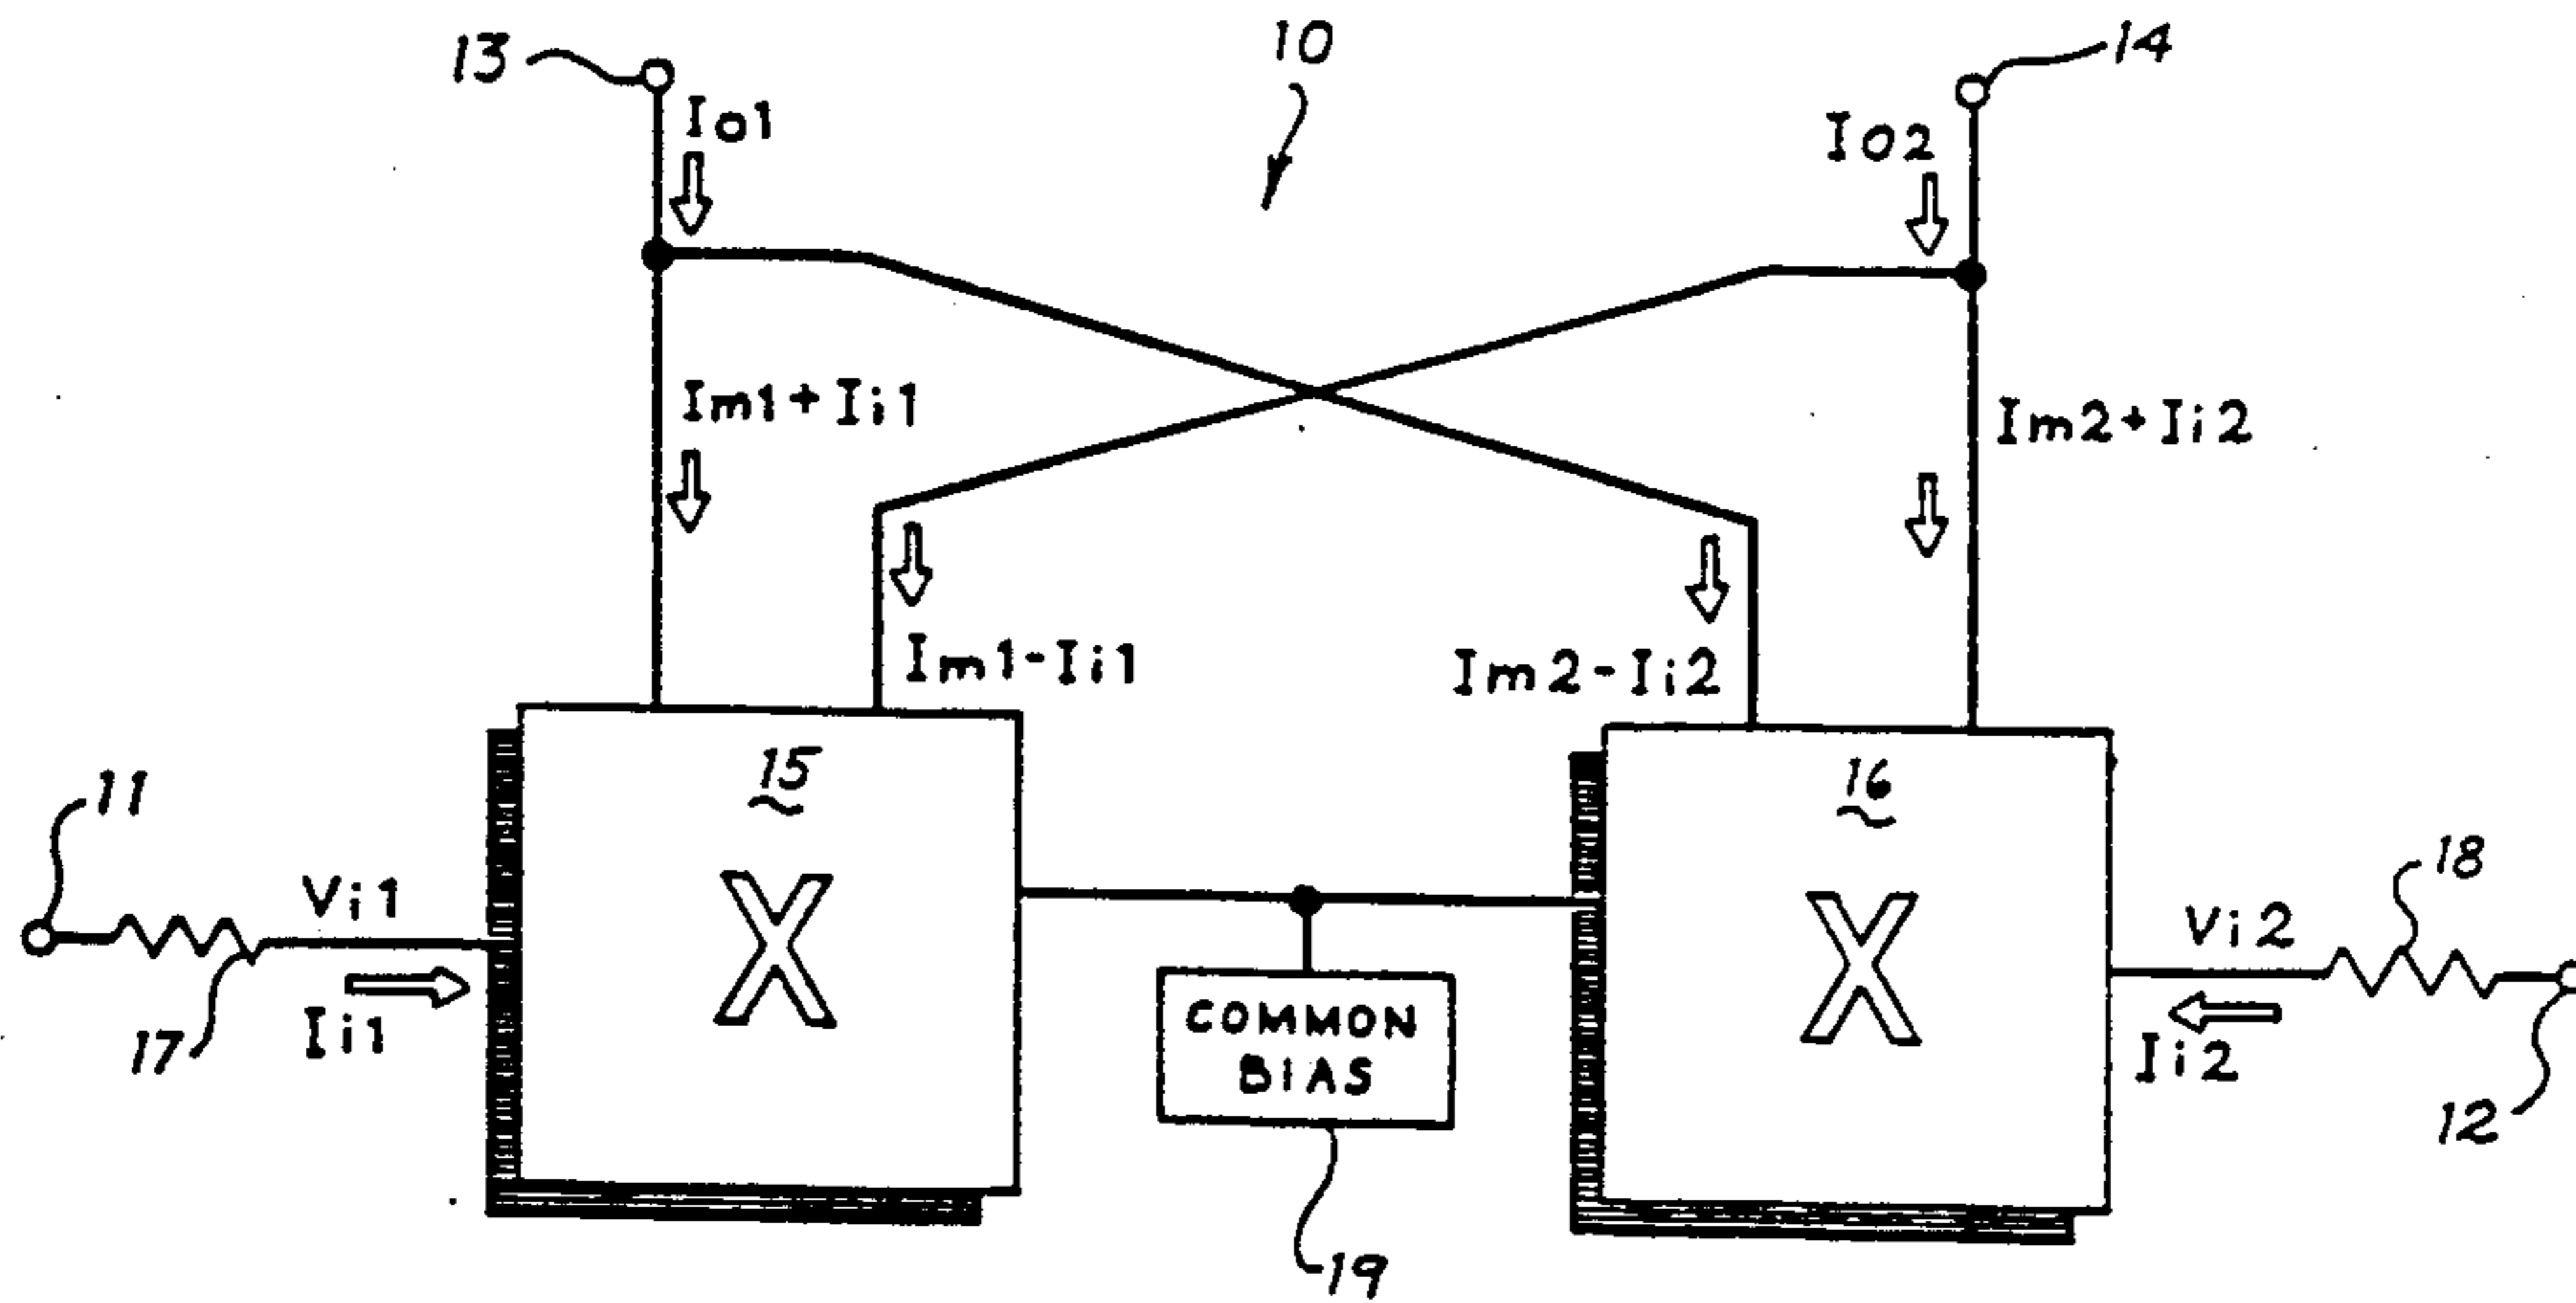 10
13
14
Io1
Io2
Im1+Ii1
Im2+Ii2
Im1-Ii1
Im2-Ii2
15
16
11
X
X
18
Vi1
Vi2
COMMON
BIAS
Ii1
Ii2
17
12
19